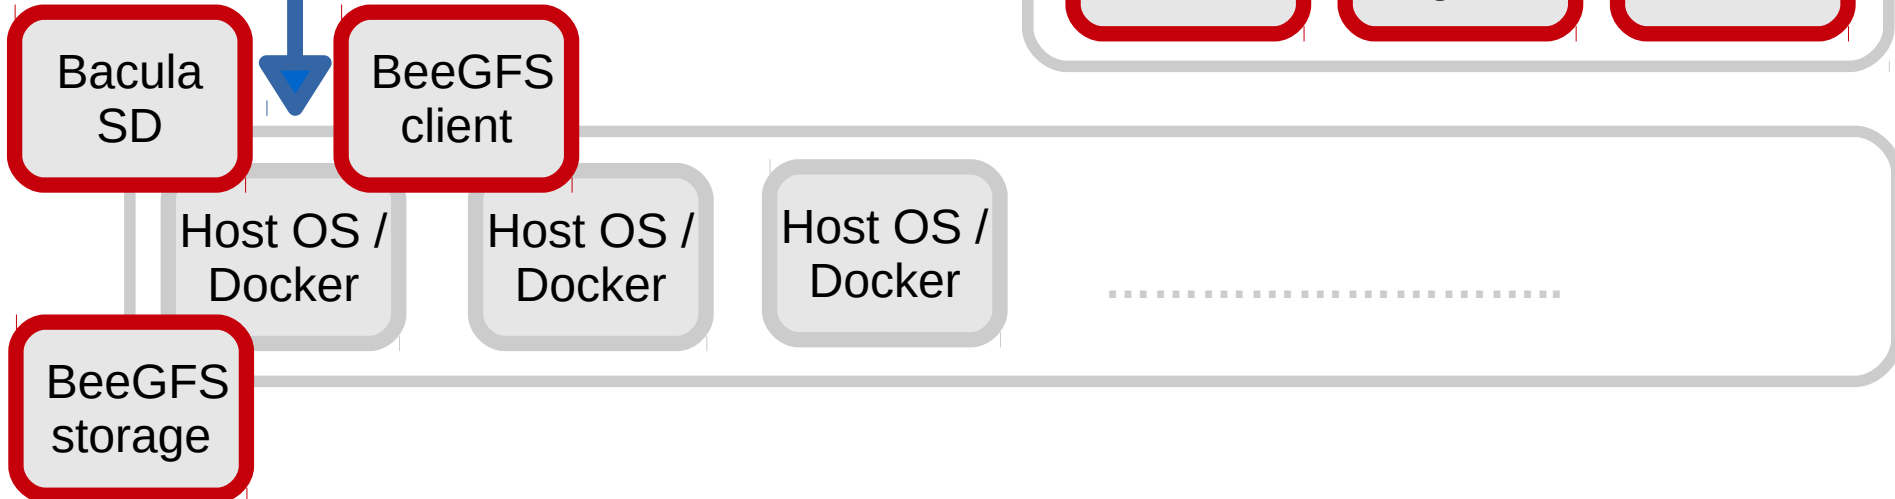 Bacula
SD
BeeGFS
client
Host OS /
Docker
Host OS /
Docker
Host OS /
Docker
BeeGFS
storage